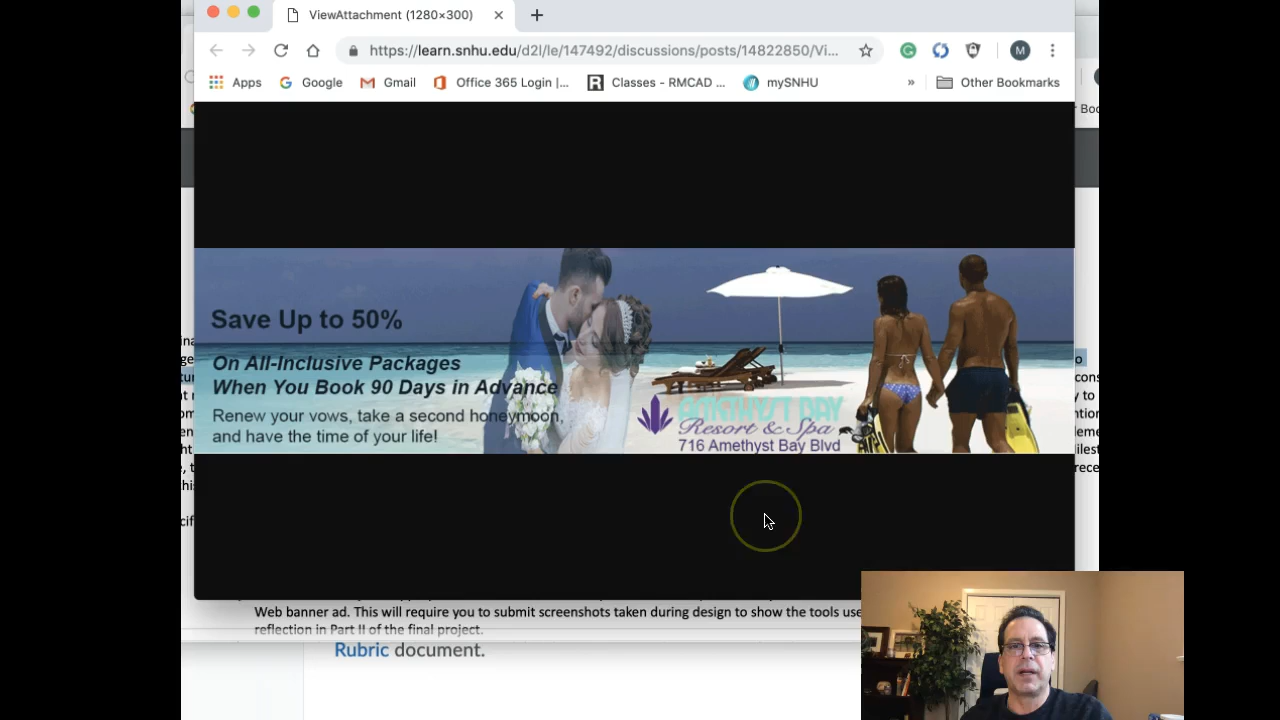 ViewAttachment (1280×300)
https://learn.snhu.edu/d2l/le/147492/discussions/posts/14822850/Vi...
M
Apps Google Gmail Office 365 Login |... Classes - RMCAD ... mySNHU » Other Bookmarks
Save Up to 50%
On All-Inclusive Packages
When You Book 90 Days in Advance
Renew your vows, take a second honeymoon,
and have the time of your life!
AMETHYST BAY
Resort & Spa
716 Amethyst Bay Blvd
Web banner ad. This will require you to submit screenshots taken during design to show the tools use
reflection in Part II of the final project.
Rubric document.